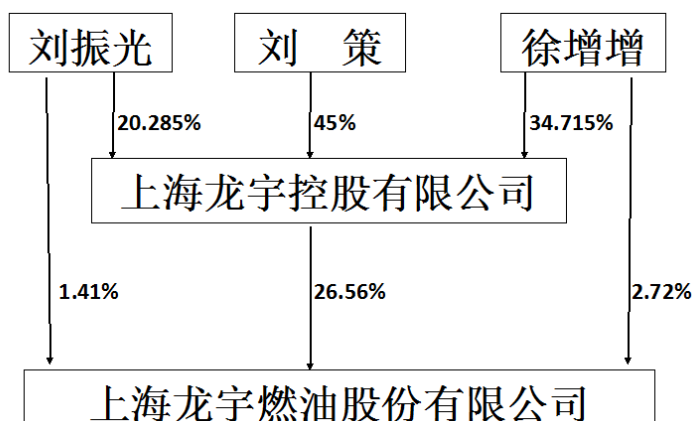 刘振光 刘 策 徐增增
20.285% 45% 34.715%
上海龙宇控股有限公司
1.41% 26.56% 2.72%
上海龙宇燃油股份有限公司